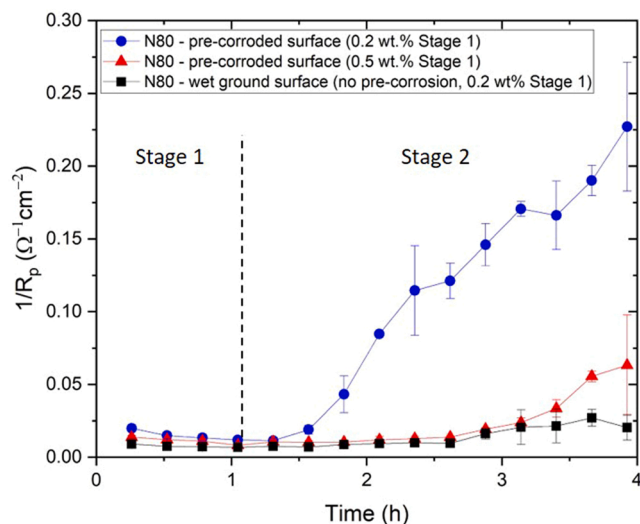 N80 - pre-corroded surface (0.2 wt.% Stage 1)
N80 - pre-corroded surface (0.5 wt.% Stage 1)
N80 - wet ground surface (no pre-corrosion, 0.2 wt% Stage 1)
Stage 1
Stage 2
0.30
0.25
0.20
0.15
0.10
0.05
0.00
1/Rₚ (Ω⁻¹cm⁻²)
0 1 2 3 4
Time (h)